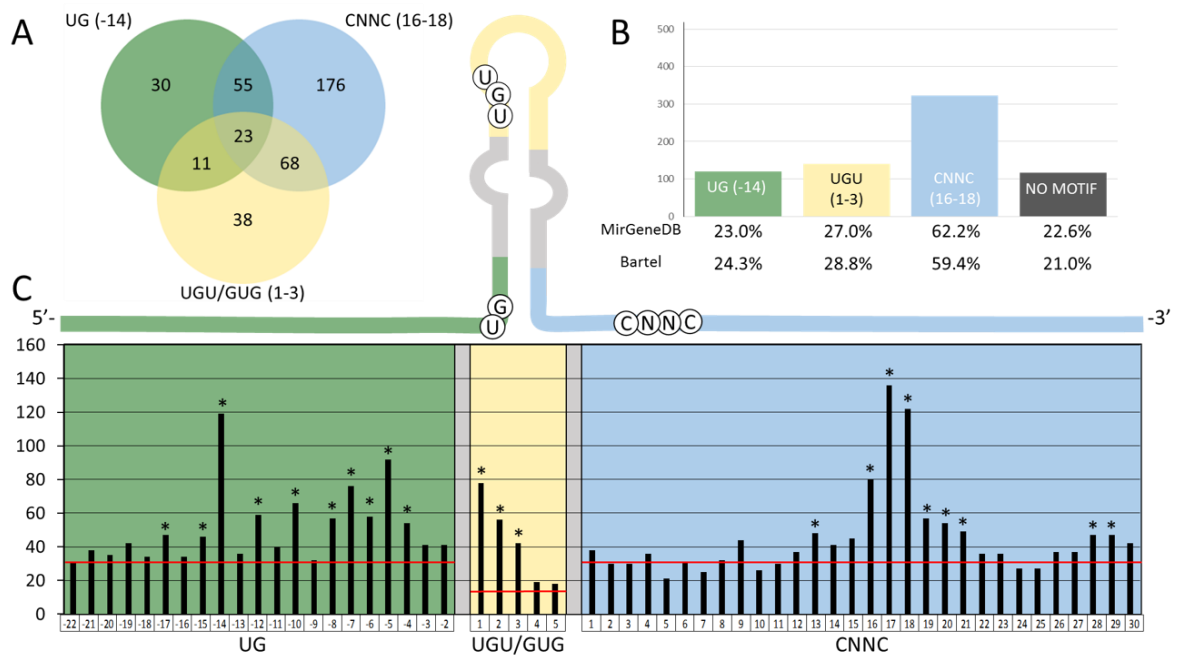 A
UG (-14)
CNNC (16-18)
30
55
176
23
11
68
38
UGU/GUG (1-3)
U
G
U
B
500
400
300
200
100
0
UG (-14)
UGU
(1-3)
CNNC
(16-18)
NO MOTIF
MirGeneDB 23.0% 27.0% 62.2% 22.6%
Bartel 24.3% 28.8% 59.4% 21.0%
C
5’-
G
U
C N N C
-3’
160
140
120
100
80
60
40
20
0
* * * * * * * * * *
* * *
* * * * * * * * *
-22 -21 -20 -19 -18 -17 -16 -15 -14 -13 -12 -11 -10 -9 -8 -7 -6 -5 -4 -3 -2
1 2 3 4 5
1 2 3 4 5 6 7 8 9 10 11 12 13 14 15 16 17 18 19 20 21 22 23 24 25 26 27 28 29 30
UG
UGU/GUG
CNNC